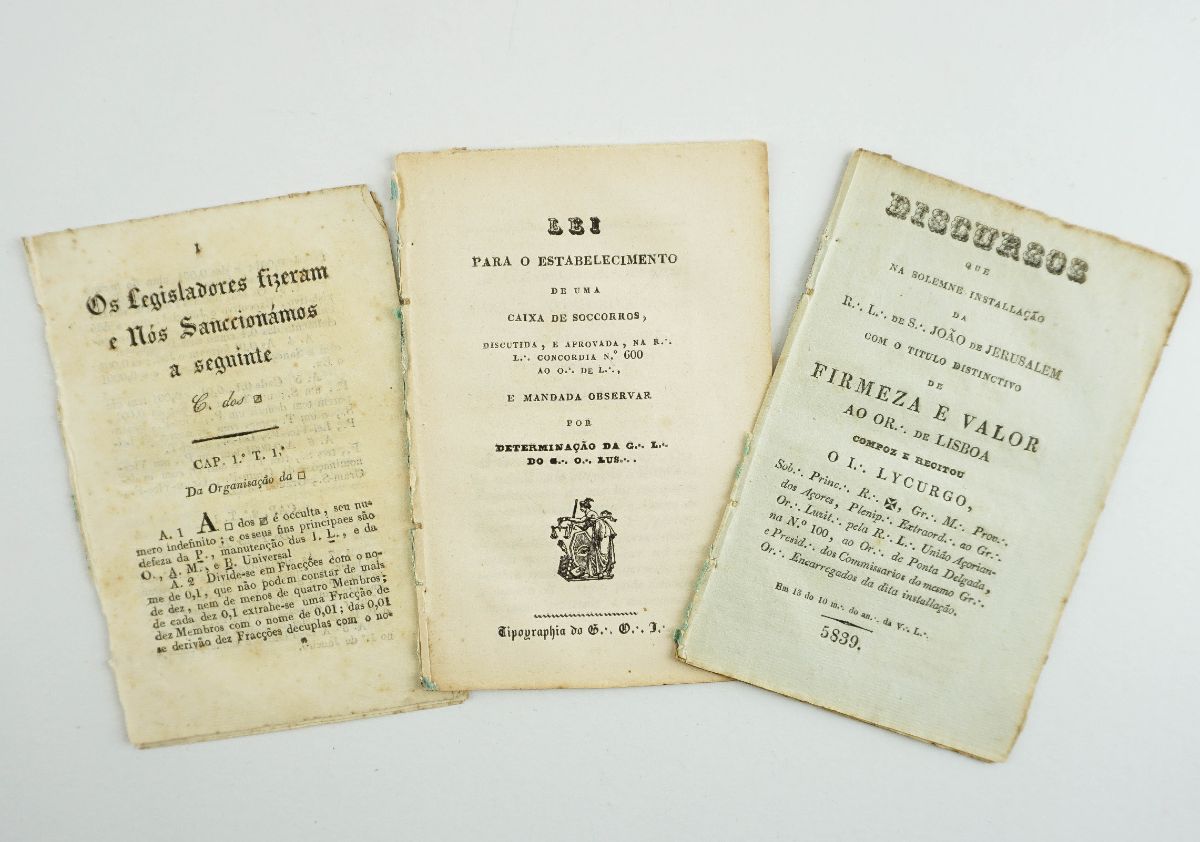 1
Os Legisladores fizeram
e Nós Sanccionámos
a seguinte
C. dos
CAP. 1.º T. 1.º
Da Organisação da □
A. 1 A □ dos é occulta, seu nu-
mero indefinito; e os seus fins principaes são
defeza da P., manutenção das I. L., e da
O., A. M., e B. Universal
A. 2 Divide-se em Fracções com o no-
me de 0,1, que não podem constar de mais
de dez, nem de menos de quatro Membros;
de cada dez 0,1 extrahe-se uma Fracção de
dez Membros com o nome de 0,01; das 0,01
se derivão dez Fracções decuplas com o no-
LEI
PARA O ESTABELECIMENTO
DE UMA
CAIXA DE SOCCORROS,
DISCUTIDA, E APROVADA, NA R.∙.
L.∙. CONCORDIA N.º 600
AO O.∙. DE L.∙.,
E MANDADA OBSERVAR
POR
DETERMINAÇÃO DA G.∙. L.∙.
DO G.∙. O.∙. LUS.∙.
Tipographia do G.∙. O.∙. I.∙.
DISCURSOS
QUE
NA SOLEMNE INSTALLAÇÃO
DA
R.∙. L.∙. DE S.∙. JOÃO DE JERUSALEM
COM O TITULO DISTINCTIVO
DE
FIRMEZA E VALOR
AO OR.∙. DE LISBOA
COMPOZ E RECITOU
O I.∙. LYCURGO,
Sob.∙. Princ.∙. R.∙. ✠, Gr.∙. M.∙. Prov.∙.
dos Açores, Plenip.∙. Extraord.∙. ao Gr.∙.
Or.∙. Luzit.∙. pela R.∙. L.∙. União Açorian-
na N.º 100, ao Or.∙. de Ponta Delgada,
e Presid.∙. dos Commissarios do mesmo Gr.∙.
Or.∙. Encarregados da dita installação.
Em 13 do 10 m.∙. do an.∙. da V.∙. L.∙.
5839.